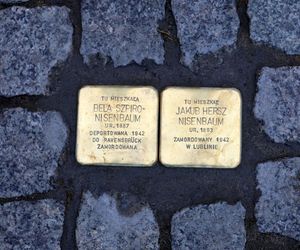 TU MIESZKAŁA
BELA SZPIRO-
NISENBAUM
UR. 1887
DEPORTOWANA 1942
DO RAVENSBRÜCK
ZAMORDOWANA
TU MIESZKAŁ
JAKUB HERSZ
NISENBAUM
UR. 1893
ZAMORDOWANY 1942
W LUBLINIE